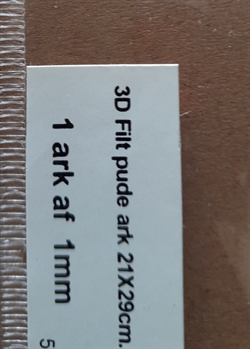 3D Filt pude ark 21X29cm.
1 ark af 1mm
5